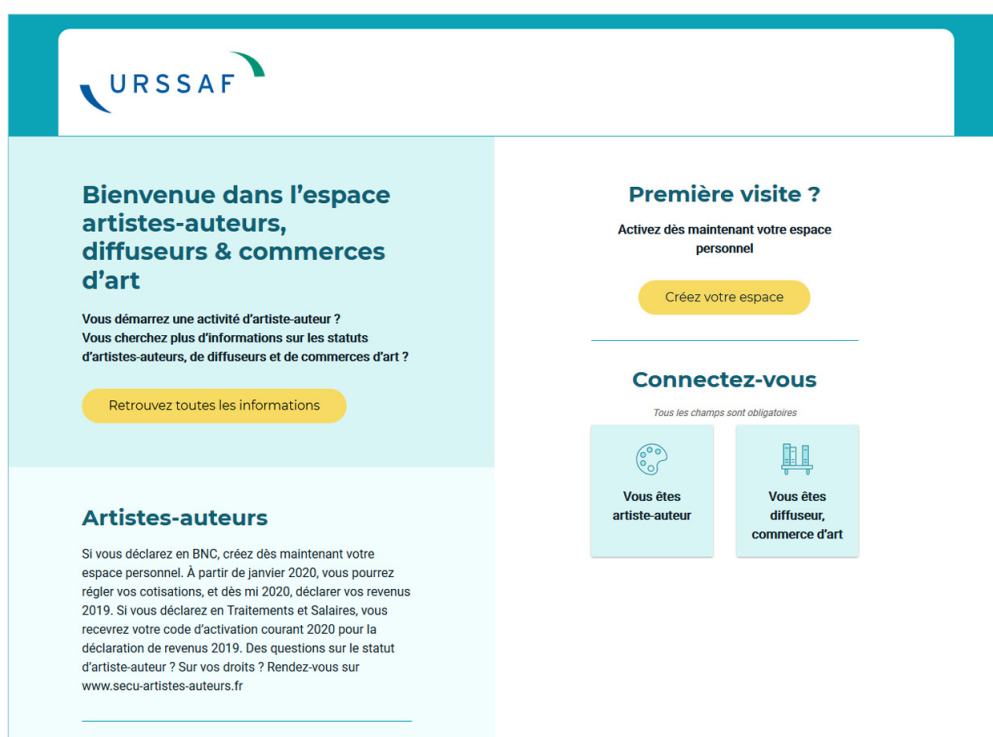 URSSAF
Bienvenue dans l’espace
artistes-auteurs,
diffuseurs & commerces
d’art
Vous démarrez une activité d’artiste-auteur ?
Vous cherchez plus d’informations sur les statuts
d’artistes-auteurs, de diffuseurs et de commerces d’art ?
Retrouvez toutes les informations
Artistes-auteurs
Si vous déclarez en BNC, créez dès maintenant votre
espace personnel. À partir de janvier 2020, vous pourrez
régler vos cotisations, et dès mi 2020, déclarer vos revenus
2019. Si vous déclarez en Traitements et Salaires, vous
recevrez votre code d’activation courant 2020 pour la
déclaration de revenus 2019. Des questions sur le statut
d’artiste-auteur ? Sur vos droits ? Rendez-vous sur
www.secu-artistes-auteurs.fr
Première visite ?
Activez dès maintenant votre espace
personnel
Créez votre espace
Connectez-vous
Tous les champs sont obligatoires
Vous êtes
artiste-auteur
Vous êtes
diffuseur,
commerce d’art